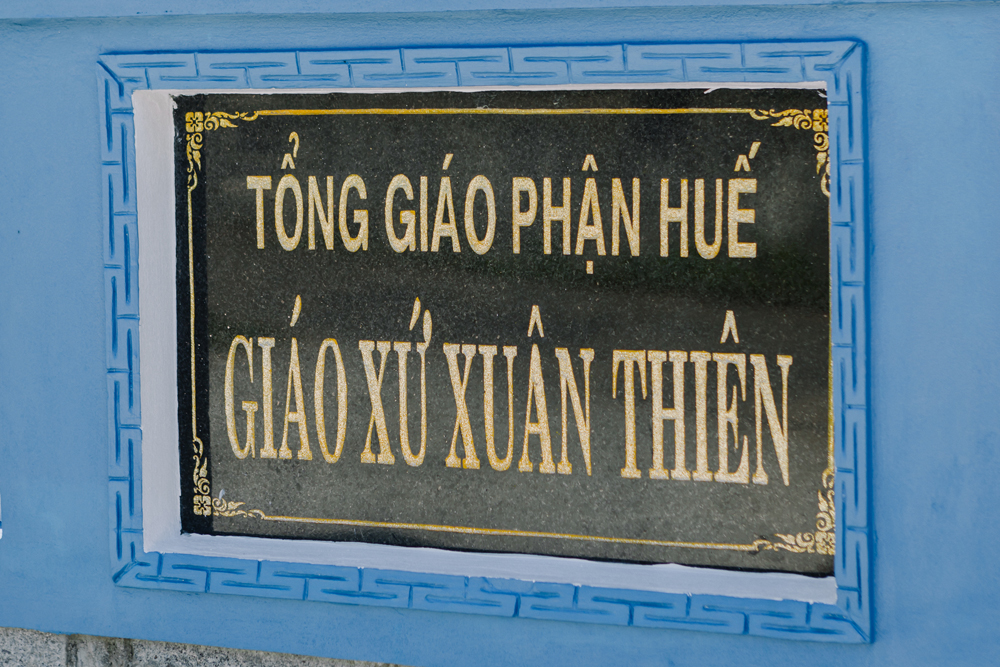 TỔNG GIÁO PHẬN HUẾ
GIÁO XỨ XUÂN THIÊN